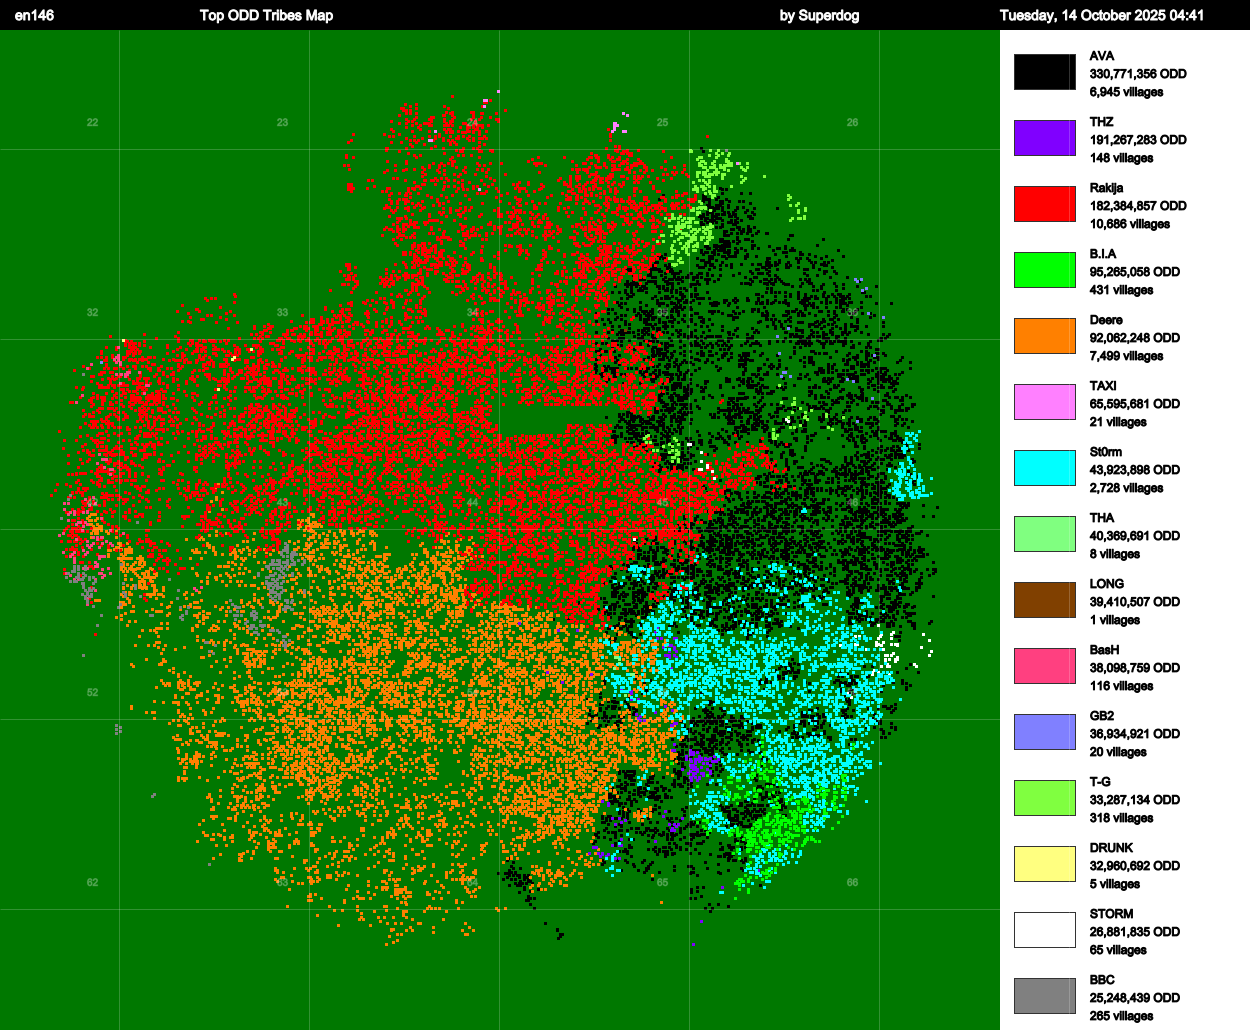 en146 Top ODD Tribes Map by Superdog Tuesday, 14 October 2025 04:41
AVA
330,771,356 ODD
6,945 villages
THZ
191,267,283 ODD
148 villages
Rakija
182,384,857 ODD
10,686 villages
B.I.A
95,265,058 ODD
431 villages
Deere
92,062,248 ODD
7,499 villages
TAXI
65,595,681 ODD
21 villages
St0rm
43,923,898 ODD
2,728 villages
THA
40,369,691 ODD
8 villages
LONG
39,410,507 ODD
1 villages
BasH
38,098,759 ODD
116 villages
GB2
36,934,921 ODD
20 villages
T-G
33,287,134 ODD
318 villages
DRUNK
32,960,692 ODD
5 villages
STORM
26,881,835 ODD
65 villages
BBC
25,248,439 ODD
265 villages
22 23 24 25 26
32 33 34
43 44 45
52
62 65 66